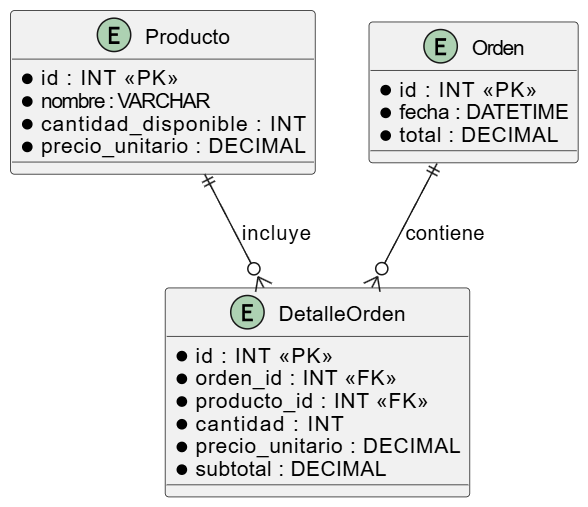 E Producto
id : INT «PK»
nombre : VARCHAR
cantidad_disponible : INT
precio_unitario : DECIMAL
E Orden
id : INT «PK»
fecha : DATETIME
total : DECIMAL
incluye
contiene
E DetalleOrden
id : INT «PK»
orden_id : INT «FK»
producto_id : INT «FK»
cantidad : INT
precio_unitario : DECIMAL
subtotal : DECIMAL